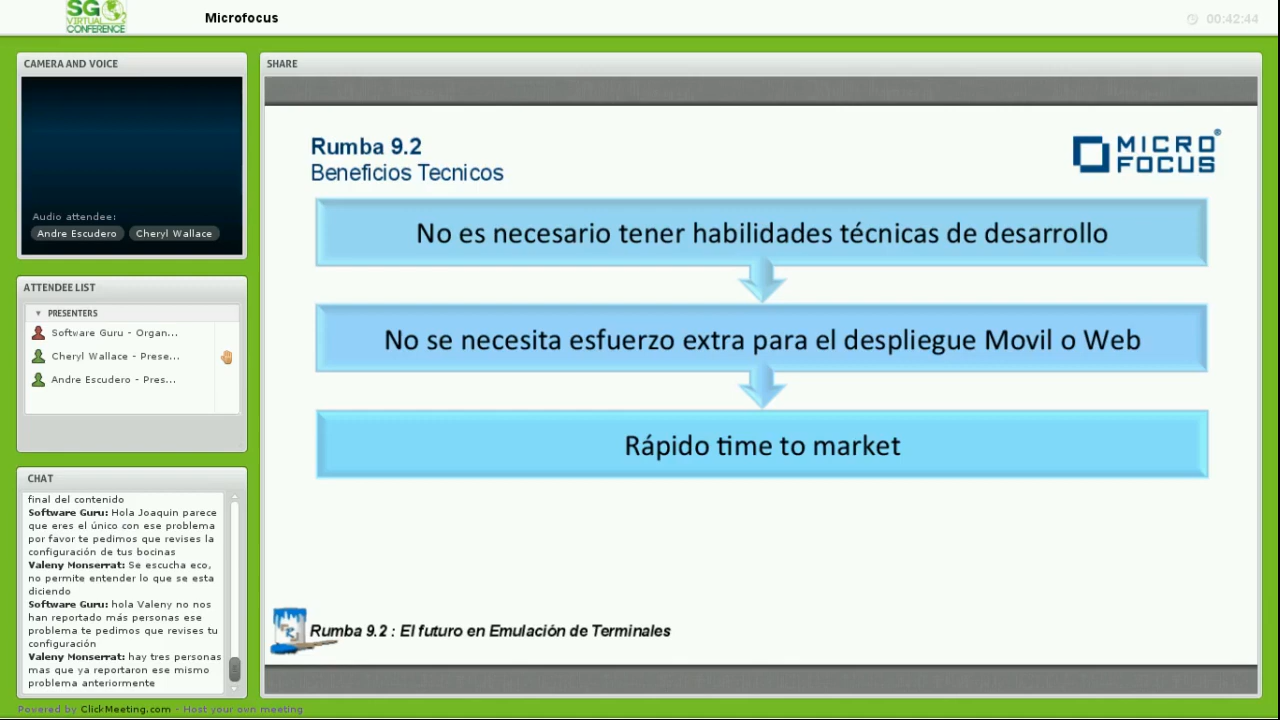 SG
VIRTUAL
CONFERENCE
Microfocus
00:42:44
CAMERA AND VOICE
Audio attendee:
Andre Escudero
Cheryl Wallace
ATTENDEE LIST
PRESENTERS
Software Guru - Organ...
Cheryl Wallace - Prese...
Andre Escudero - Pres...
CHAT
final del contenido
Software Guru: Hola Joaquin parece
que eres el único con ese problema
por favor te pedimos que revises la
configuración de tus bocinas
Valeny Monserrat: Se escucha eco,
no permite entender lo que se esta
diciendo
Software Guru: hola Valeny no nos
han reportado más personas ese
problema te pedimos que revises tu
configuración
Valeny Monserrat: hay tres personas
mas que ya reportaron ese mismo
problema anteriormente
SHARE
Rumba 9.2
Beneficios Tecnicos
MICRO
FOCUS®
No es necesario tener habilidades técnicas de desarrollo
No se necesita esfuerzo extra para el despliegue Movil o Web
Rápido time to market
Rumba 9.2 : El futuro en Emulación de Terminales
Powered by ClickMeeting.com - Host your own meeting